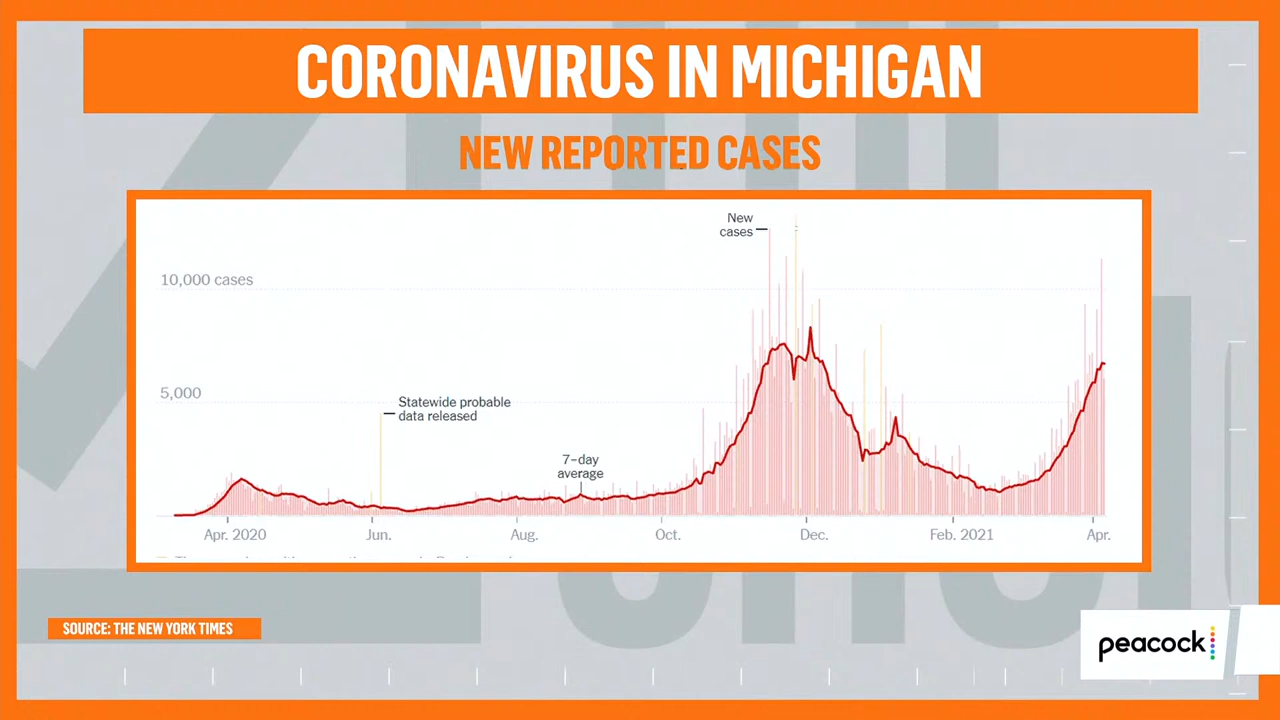 CORONAVIRUS IN MICHIGAN
NEW REPORTED CASES
New
cases
10,000 cases
5,000
Statewide probable
data released
7-day
average
Apr. 2020
Jun.
Aug.
Oct.
Dec.
Feb. 2021
Apr.
SOURCE: THE NEW YORK TIMES
peacock